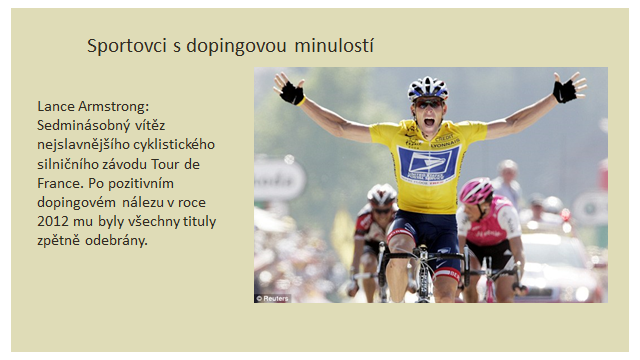 Sportovci s dopingovou minulostí
Lance Armstrong:
Sedminásobný vítěz
nejslavnějšího cyklistického
silničního závodu Tour de
France. Po pozitivním
dopingovém nálezu v roce
2012 mu byly všechny tituly
zpětně odebrány.
LYONNAIS
© Reuters